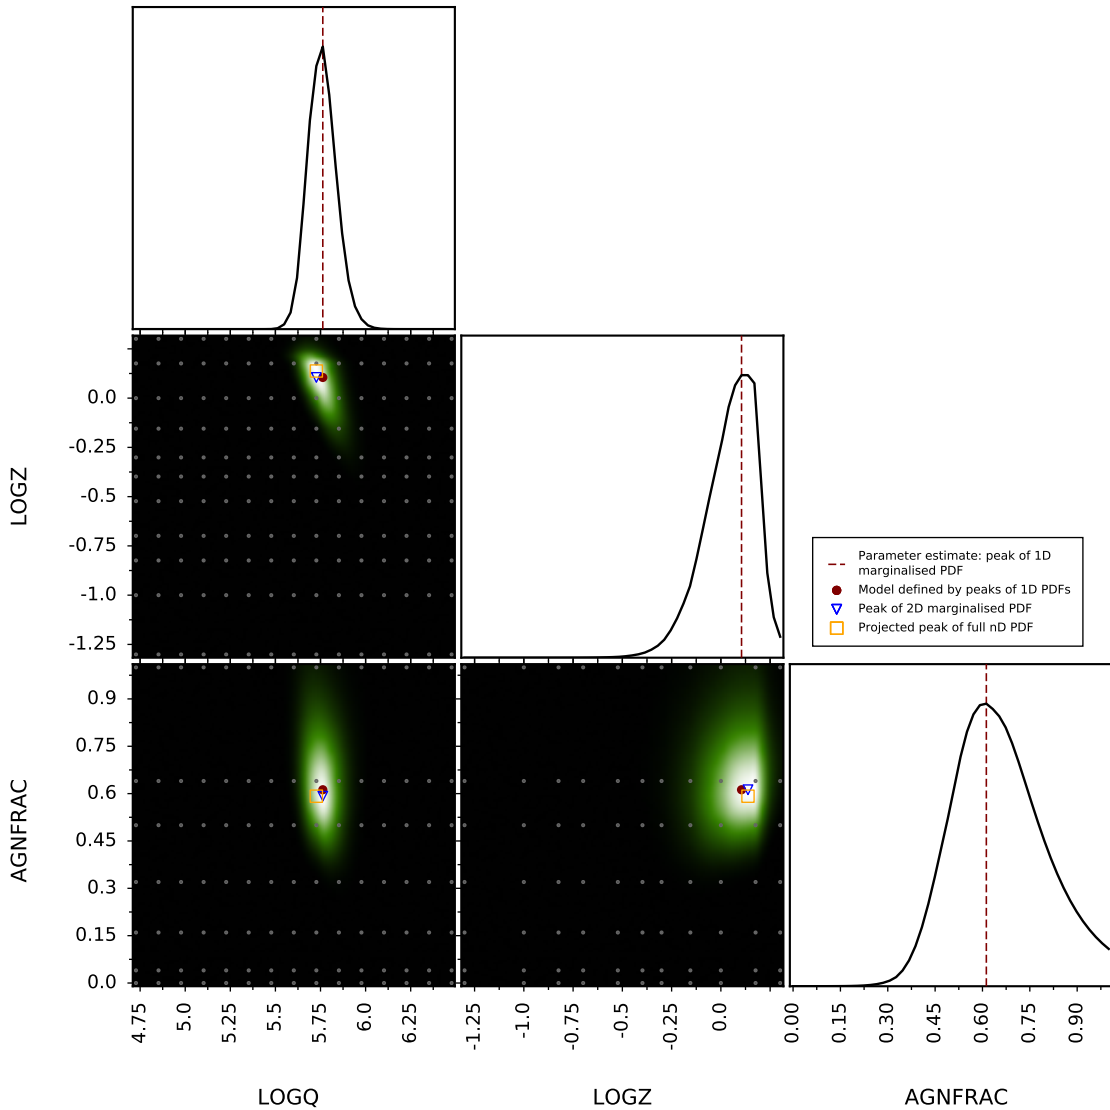 0.0
-0.25
-0.5
-0.75
-1.0
-1.25
LOGZ
Parameter estimate: peak of 1D
marginalised PDF
Model defined by peaks of 1D PDFs
Peak of 2D marginalised PDF
Projected peak of full nD PDF
0.9
0.75
0.6
0.45
0.3
0.15
0.0
AGNFRAC
4.75 5.0 5.25 5.5 5.75 6.0 6.25
-1.25 -1.0 -0.75 -0.5 -0.25 0.0
0.00 0.15 0.30 0.45 0.60 0.75 0.90
LOGQ
LOGZ
AGNFRAC